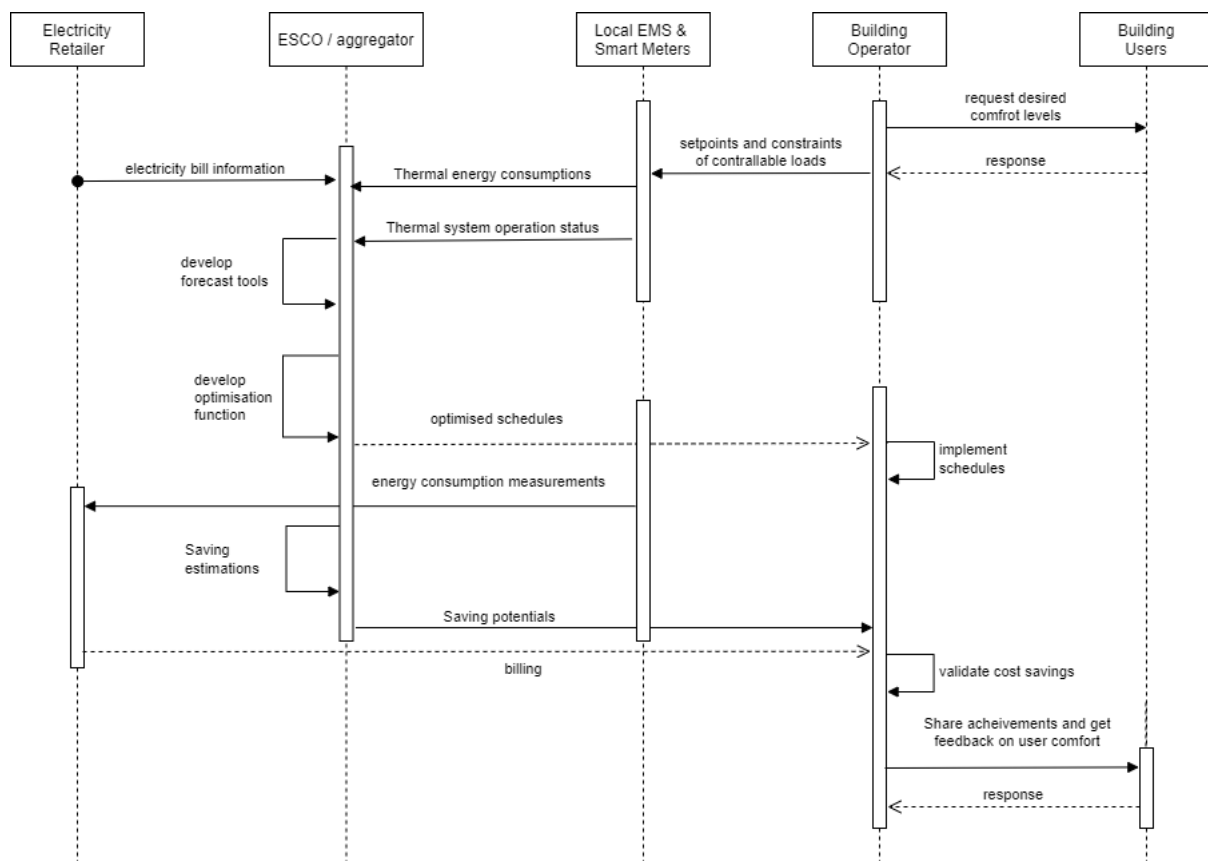 Electricity
Retailer
ESCO / aggregator
Local EMS &
Smart Meters
Building
Operator
Building
Users
request desired
comfrot levels
setpoints and constraints
of controllable loads
response
electricity bill information
Thermal energy consumptions
Thermal system operation status
develop
forecast tools
develop
optimisation
function
optimised schedules
implement
schedules
energy consumption measurements
Saving
estimations
Saving potentials
billing
validate cost savings
Share acheivements and get
feedback on user comfort
response